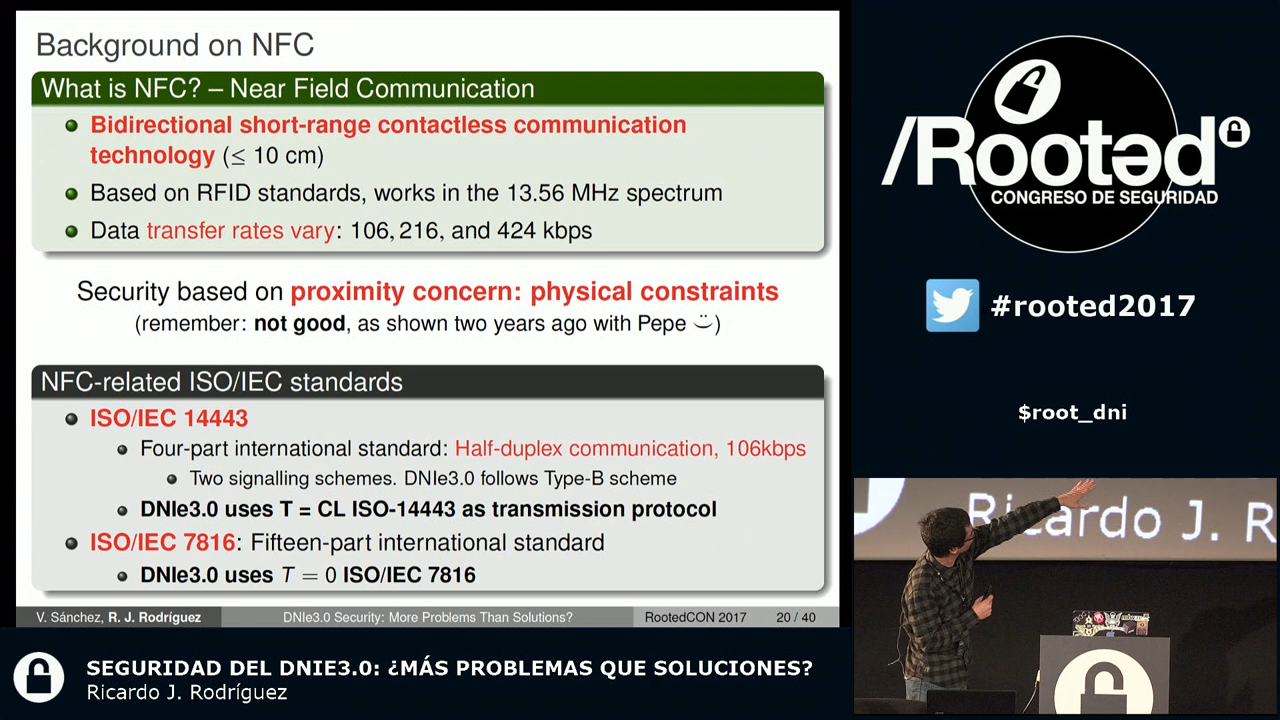 Background on NFC
What is NFC? – Near Field Communication
Bidirectional short-range contactless communication
technology (≤ 10 cm)
Based on RFID standards, works in the 13.56 MHz spectrum
Data transfer rates vary: 106, 216, and 424 kbps
Security based on proximity concern: physical constraints
(remember: not good, as shown two years ago with Pepe ¨⌣)
NFC-related ISO/IEC standards
ISO/IEC 14443
Four-part international standard: Half-duplex communication, 106kbps
Two signalling schemes. DNIe3.0 follows Type-B scheme
DNIe3.0 uses T = CL ISO-14443 as transmission protocol
ISO/IEC 7816: Fifteen-part international standard
DNIe3.0 uses T = 0 ISO/IEC 7816
V. Sánchez, R. J. Rodríguez
DNIe3.0 Security: More Problems Than Solutions?
RootedCON 2017
20 / 40
/Rootəd
CONGRESO DE SEGURIDAD
#rooted2017
$root_dni
Ricardo J. R
SEGURIDAD DEL DNIE3.0: ¿MÁS PROBLEMAS QUE SOLUCIONES?
Ricardo J. Rodríguez